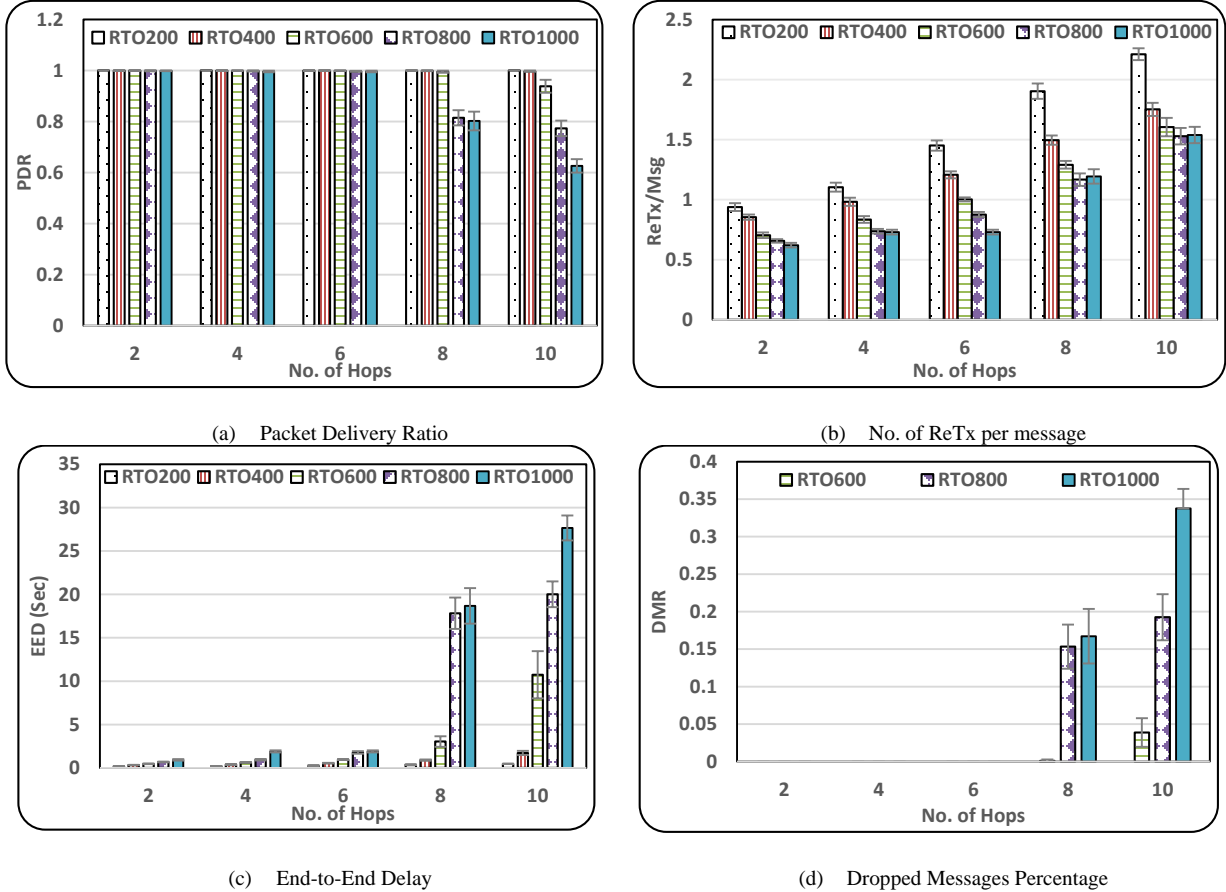 1.2
RTO200 RTO400 RTO600 RTO800 RTO1000
1
0.8
0.6
0.4
0.2
0
PDR
2 4 6 8 10
No. of Hops
(a) Packet Delivery Ratio
2.5
RTO200 RTO400 RTO600 RTO800 RTO1000
2
1.5
1
0.5
0
ReTx/Msg
2 4 6 8 10
No. of Hops
(b) No. of ReTx per message
35
RTO200 RTO400 RTO600 RTO800 RTO1000
30
25
20
15
10
5
0
EED (Sec)
2 4 6 8 10
No. of Hops
(c) End-to-End Delay
0.4
RTO600 RTO800 RTO1000
0.35
0.3
0.25
0.2
0.15
0.1
0.05
0
DMR
2 4 6 8 10
No. of Hops
(d) Dropped Messages Percentage